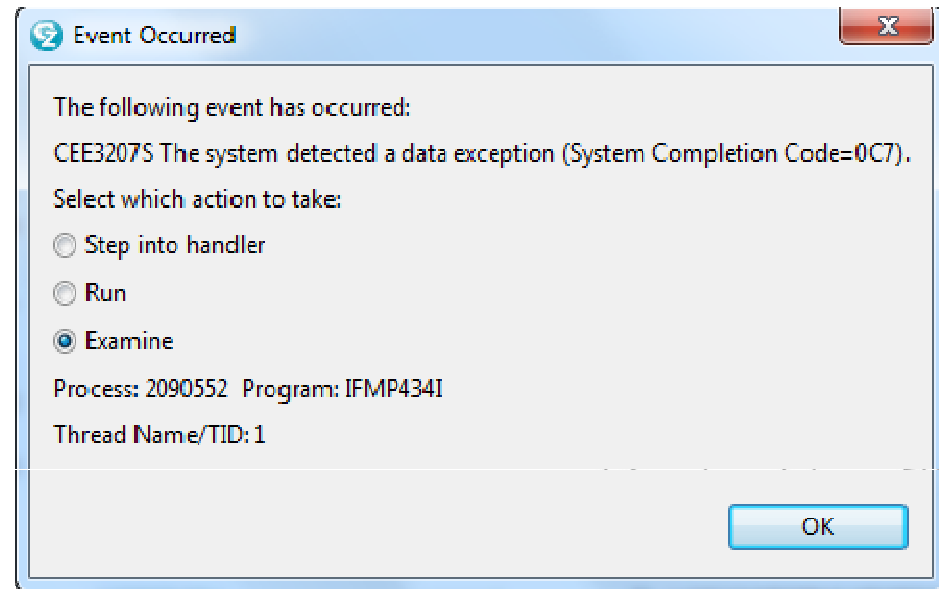 Event Occurred
The following event has occurred:
CEE3207S The system detected a data exception (System Completion Code=0C7).
Select which action to take:
Step into handler
Run
Examine
Process: 2090552 Program: IFMP434I
Thread Name/TID: 1
OK